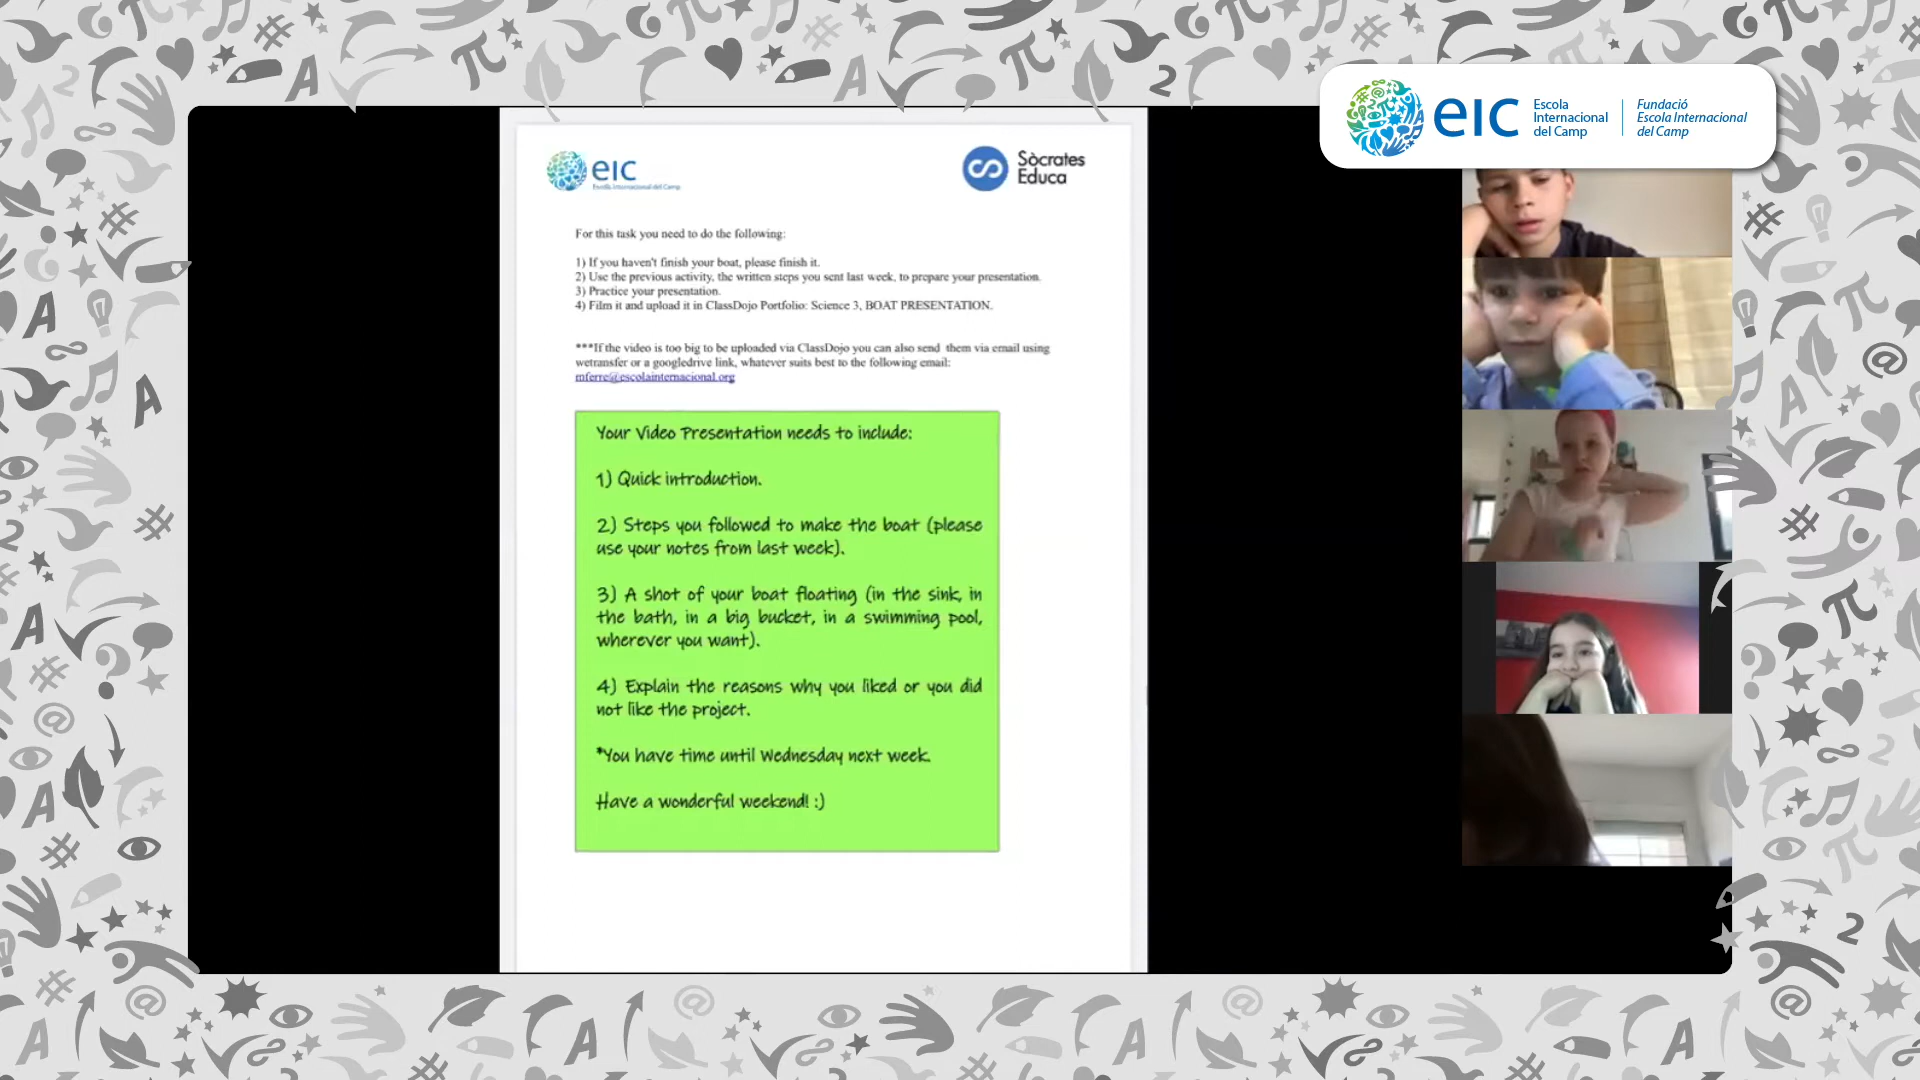 eic
Escola
Internacional
del Camp
Fundació
Escola Internacional
del Camp
eic
Escola Internacional del Camp
Sòcrates
Educa
For this task you need to do the following:
1) If you haven't finish your boat, please finish it.
2) Use the previous activity, the written steps you sent last week, to prepare your presentation.
3) Practice your presentation.
4) Film it and upload it in ClassDojo Portfolio: Science 3, BOAT PRESENTATION.
***If the video is too big to be uploaded via ClassDojo you can also send them via email using
wetransfer or a googledrive link, whatever suits best to the following email:
mferre@escolainternacional.org
Your Video Presentation needs to include:
1) Quick introduction.
2) Steps you followed to make the boat (please
use your notes from last week).
3) A shot of your boat floating (in the sink, in
the bath, in a big bucket, in a swimming pool,
wherever you want).
4) Explain the reasons why you liked or you did
not like the project.
*You have time until Wednesday next week.
Have a wonderful weekend! :)